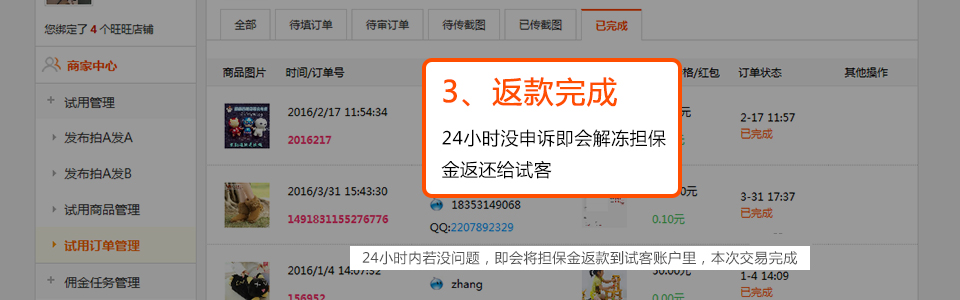 您绑定了 4 个旺旺店铺
全部
待填订单
待审订单
待传截图
已传截图
已完成
商家中心
商品图片
时间/订单号
格/红包
订单状态
其他操作
3、返款完成
24小时没申诉即会解冻担保
金返还给试客
试用管理
2016/2/17 11:54:34
2016217
元
2-17 11:57
已完成
发布拍A发A
发布拍A发B
2016/3/31 15:43:30
1491831155276776
18353149068
QQ:2207892329
0元
0.10元
3-31 17:37
已完成
试用商品管理
试用订单管理
24小时内若没问题，即会将担保金返款到试客账户里，本次交易完成
2016/1/4 14:07:52
156952
zhang
50.00元
0.00元
1-4 14:09
已完成
佣金任务管理